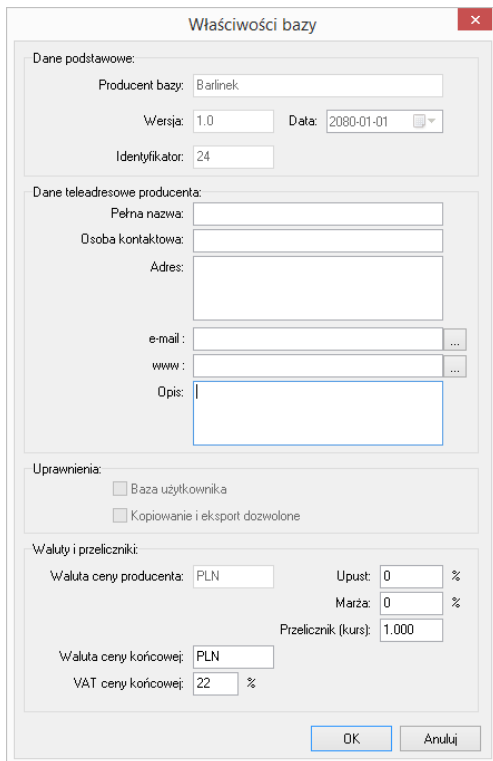 Właściwości bazy
Dane podstawowe:
Producent bazy: Barlinek
Wersja: 1.0 Data: 2080-01-01
Identyfikator: 24
Dane teleadresowe producenta:
Pełna nazwa:
Osoba kontaktowa:
Adres:
e-mail : ...
www : ...
Opis:
Uprawnienia:
Baza użytkownika
Kopiowanie i eksport dozwolone
Waluty i przeliczniki:
Waluta ceny producenta: PLN Upust: 0 %
Marża: 0 %
Przelicznik (kurs): 1.000
Waluta ceny końcowej: PLN
VAT ceny końcowej: 22 %
OK Anuluj